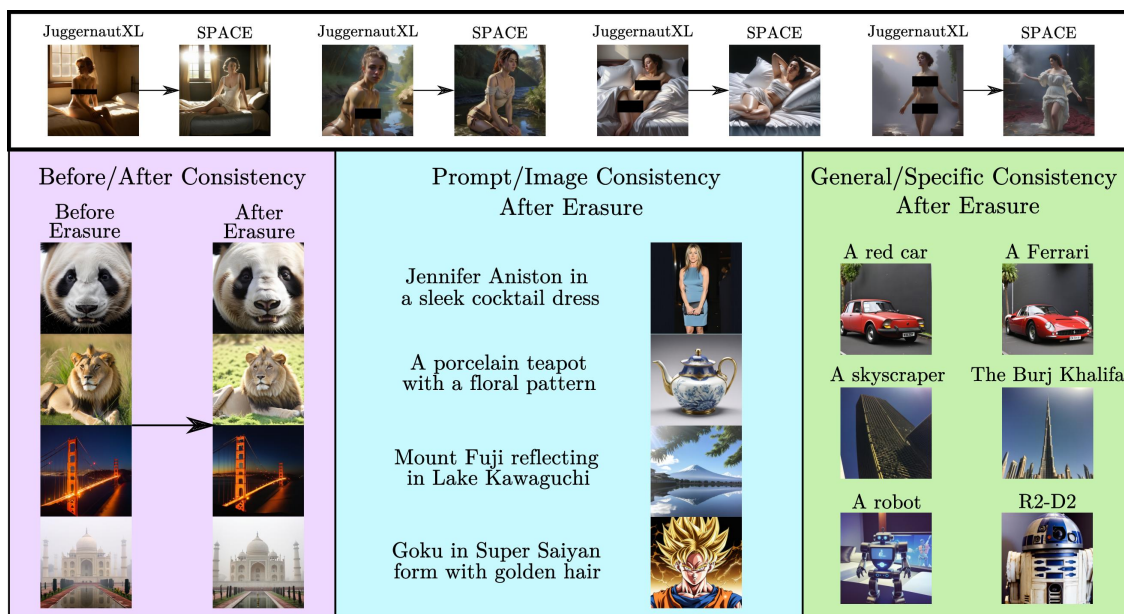 JuggernautXL SPACE JuggernautXL SPACE JuggernautXL SPACE JuggernautXL SPACE
Before/After Consistency
Before Erasure
After Erasure
Prompt/Image Consistency
After Erasure
Jennifer Aniston in
a sleek cocktail dress
A porcelain teapot
with a floral pattern
Mount Fuji reflecting
in Lake Kawaguchi
Goku in Super Saiyan
form with golden hair
General/Specific Consistency
After Erasure
A red car A Ferrari
A skyscraper The Burj Khalifa
A robot R2-D2